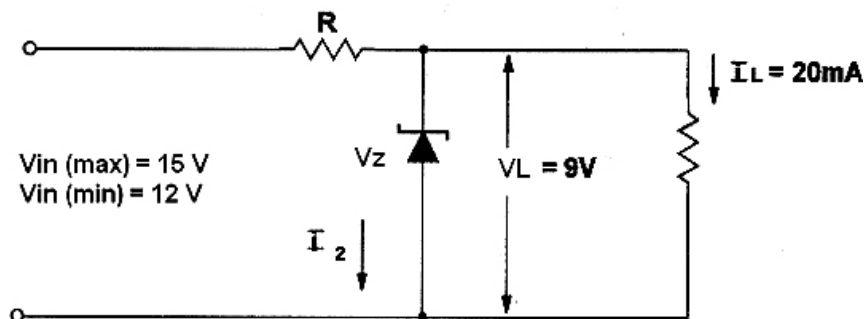 R
IL = 20mA
Vin (max) = 15 V
Vin (min) = 12 V
Vz
VL = 9V
I 2